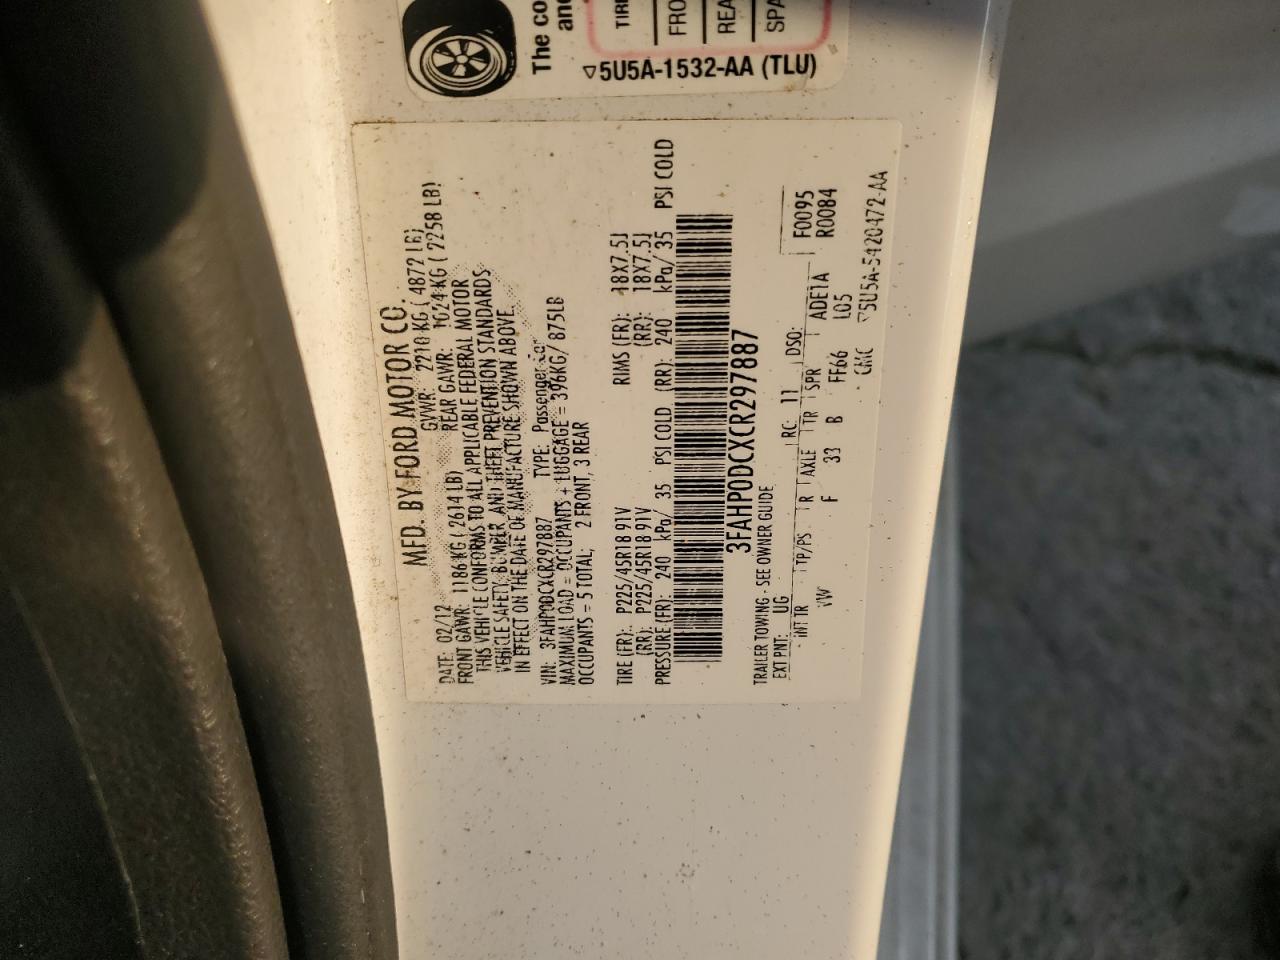 The co
and
TIRE
FRO
REA
SPA
5U5A-1532-AA (TLU)
MFD. BY FORD MOTOR CO.
DATE: 02/12 GVWR: 2210 KG ( 4872 LB)
FRONT GAWR: 1186 KG ( 2614 LB) REAR GAWR: 1024 KG ( 2258 LB)
THIS VEHICLE CONFORMS TO ALL APPLICABLE FEDERAL MOTOR
VEHICLE SAFETY, BUMPER, AND THEFT PREVENTION STANDARDS
IN EFFECT ON THE DATE OF MANUFACTURE SHOWN ABOVE.
VIN: 3FAHP0DCXCR297887 TYPE: Passenger Car
MAXIMUM LOAD = OCCUPANTS + LUGGAGE = 396KG/ 875LB
OCCUPANTS = 5 TOTAL; 2 FRONT, 3 REAR
TIRE (FR): P225/45R18 91V RIMS (FR): 18X7.5J
(RR): P225/45R18 91V (RR): 18X7.5J
PRESSURE (FR): 240 kPa/ 35 PSI COLD (RR): 240 kPa/ 35 PSI COLD
3FAHP0DCXCR297887
TRAILER TOWING - SEE OWNER GUIDE
EXT PNT: UG RC: 11 DSO: F0095
INT TR TP/PS R AXLE TR SPR ADE1A R0084
VW F 33 B FF66 L05
CMC 5U5A-5420472-AA